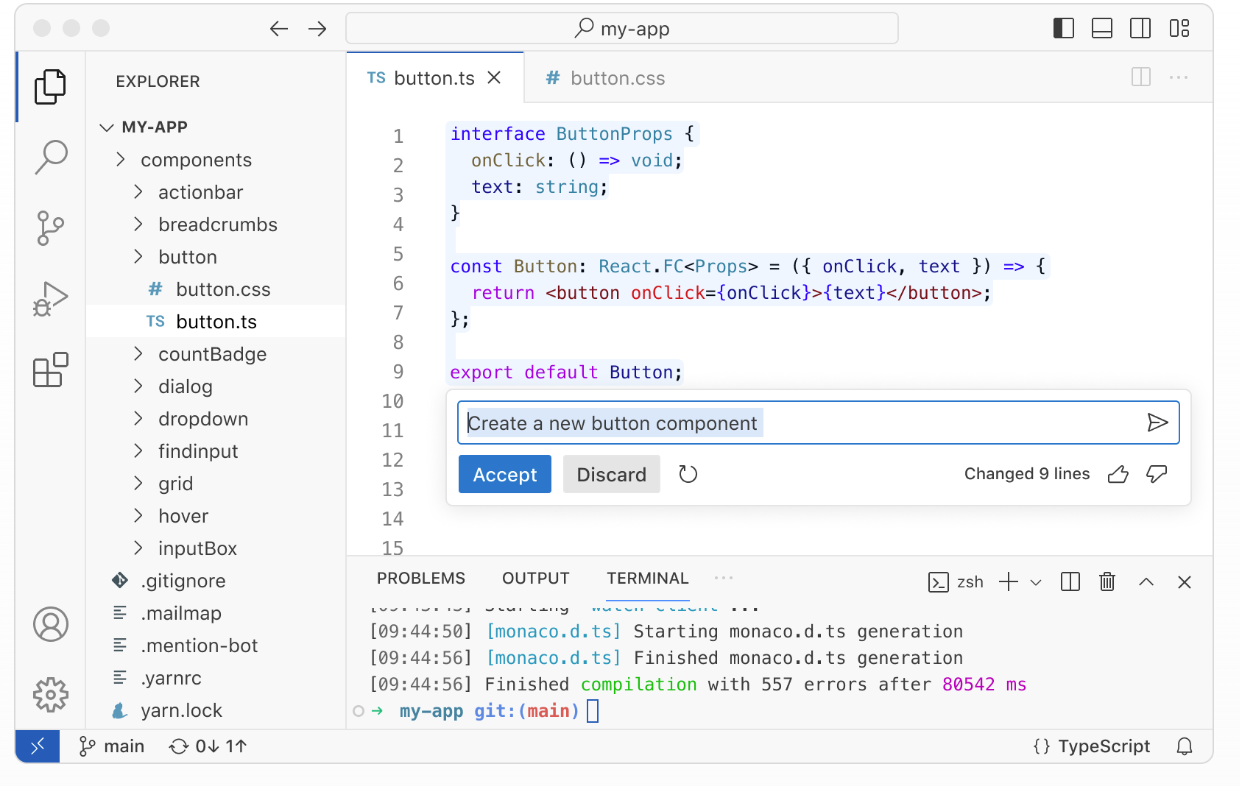 my-app
EXPLORER
MY-APP
components
actionbar
breadcrumbs
button
# button.css
TS button.ts
countBadge
dialog
dropdown
findinput
grid
hover
inputBox
.gitignore
.mailmap
.mention-bot
.yarnrc
yarn.lock
TS button.ts
# button.css
1 interface ButtonProps {
2 onClick: () => void;
3 text: string;
4 }
5
6 const Button: React.FC<Props> = ({ onClick, text }) => {
7 return <button onClick={onClick}>{text}</button>;
8 };
9
10 export default Button;
11
12
13
14
15
Create a new button component
Accept Discard Changed 9 lines
PROBLEMS OUTPUT TERMINAL ··· zsh
Starting watch-client ...
[09:44:50] [monaco.d.ts] Starting monaco.d.ts generation
[09:44:56] [monaco.d.ts] Finished monaco.d.ts generation
[09:44:56] Finished compilation with 557 errors after 80542 ms
→ my-app git:(main)
main 0↓ 1↑ {} TypeScript